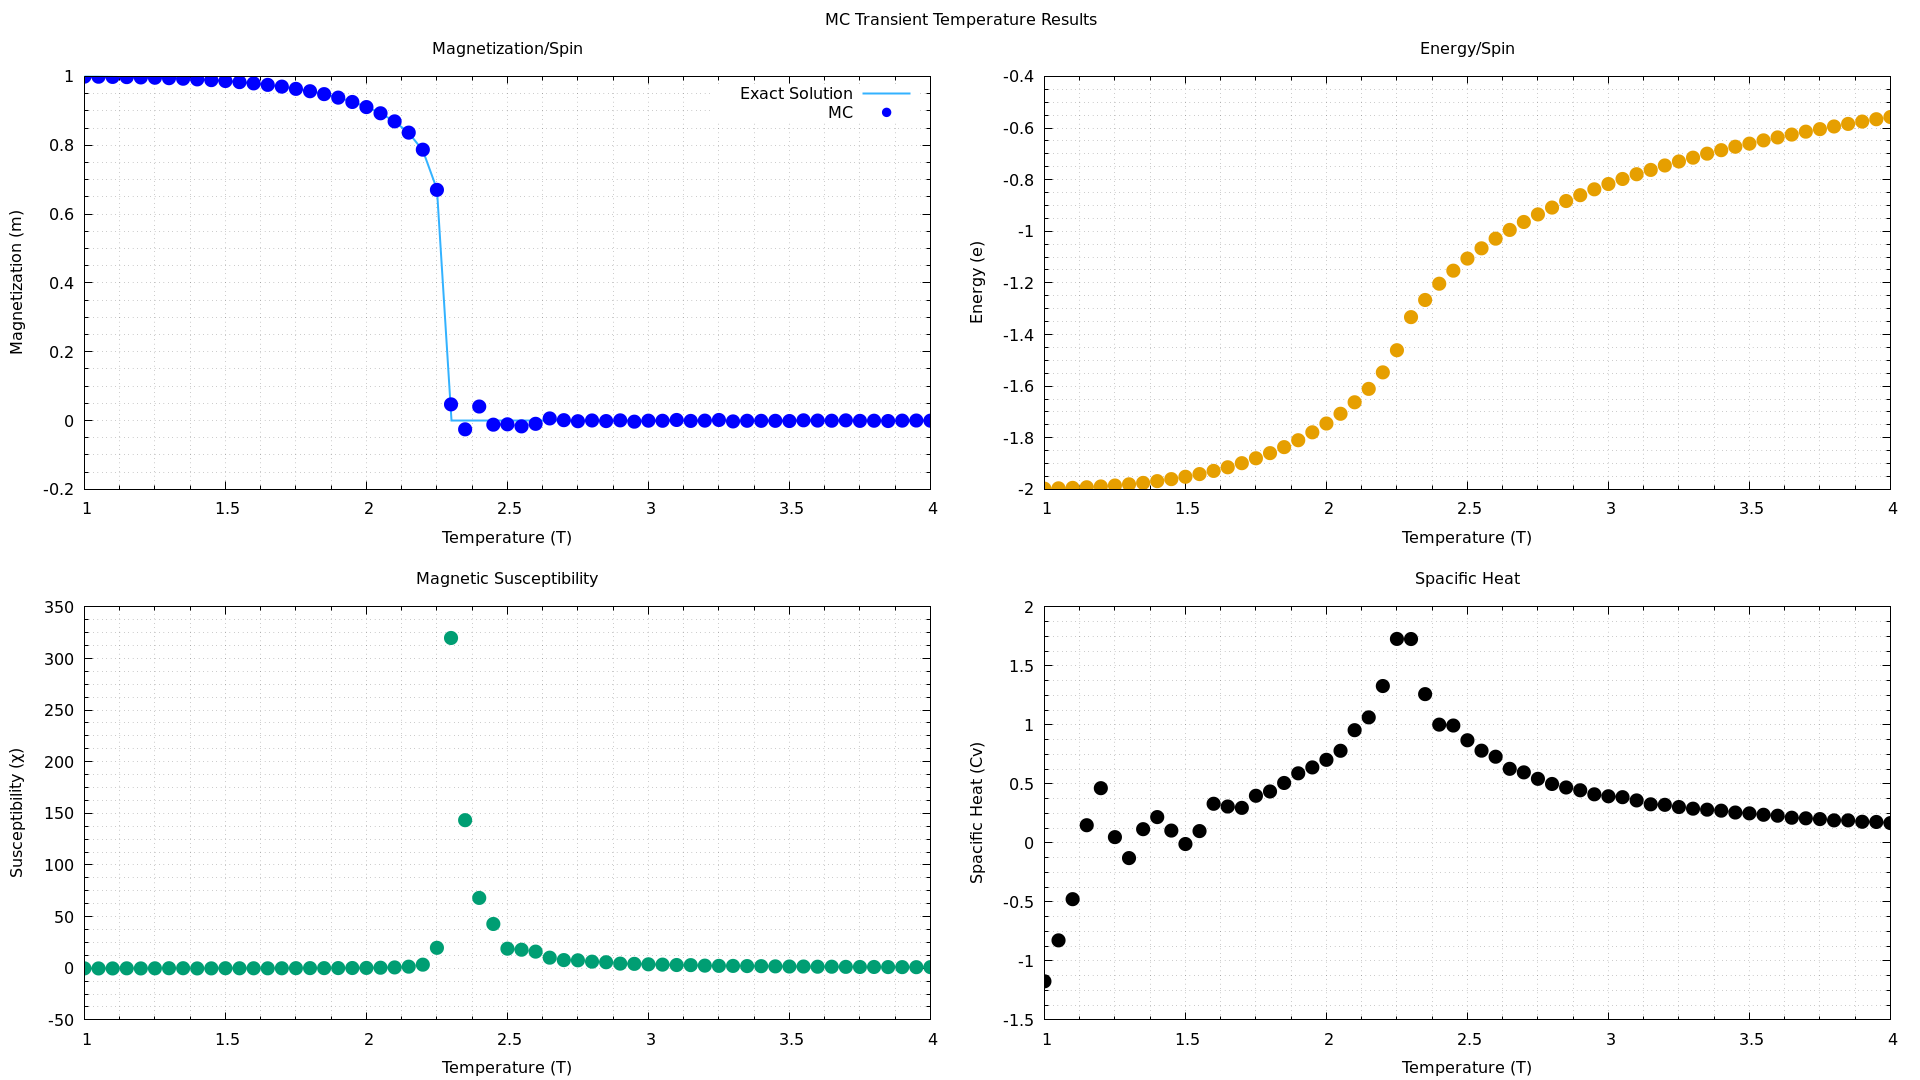 MC Transient Temperature Results
Magnetization/Spin
Exact Solution
MC
1
0.8
0.6
0.4
0.2
0
-0.2
Magnetization (m)
1 1.5 2 2.5 3 3.5 4
Temperature (T)
Energy/Spin
-0.4
-0.6
-0.8
-1
-1.2
-1.4
-1.6
-1.8
-2
Energy (e)
1 1.5 2 2.5 3 3.5 4
Temperature (T)
Magnetic Susceptibility
350
300
250
200
150
100
50
0
-50
Susceptibility (χ)
1 1.5 2 2.5 3 3.5 4
Temperature (T)
Spacific Heat
2
1.5
1
0.5
0
-0.5
-1
-1.5
Spacific Heat (Cv)
1 1.5 2 2.5 3 3.5 4
Temperature (T)